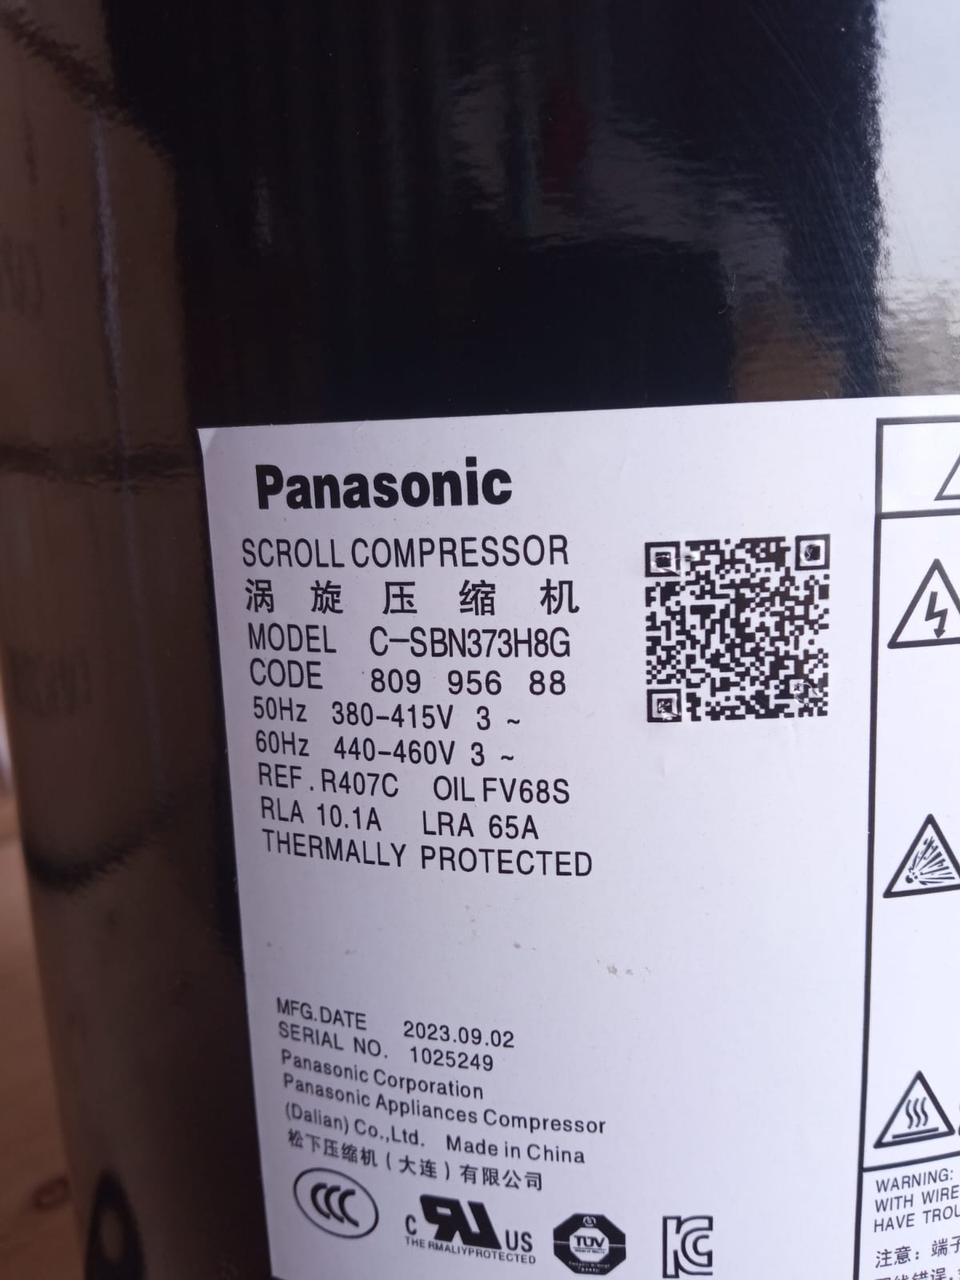 Panasonic
SCROLL COMPRESSOR
涡旋压缩机
MODEL C-SBN373H8G
CODE 809 956 88
50Hz 380-415V 3 ~
60Hz 440-460V 3 ~
REF. R407C OIL FV68S
RLA 10.1A LRA 65A
THERMALLY PROTECTED
MFG.DATE 2023.09.02
SERIAL NO. 1025249
Panasonic Corporation
Panasonic Appliances Compressor
(Dalian) Co.,Ltd. Made in China
松下压缩机(大连)有限公司
CCC
C RU US
THERMALIYPROTECTED
TÜV
KC
WARNING:
WITH WIRE
HAVE TROU
注意: 端子